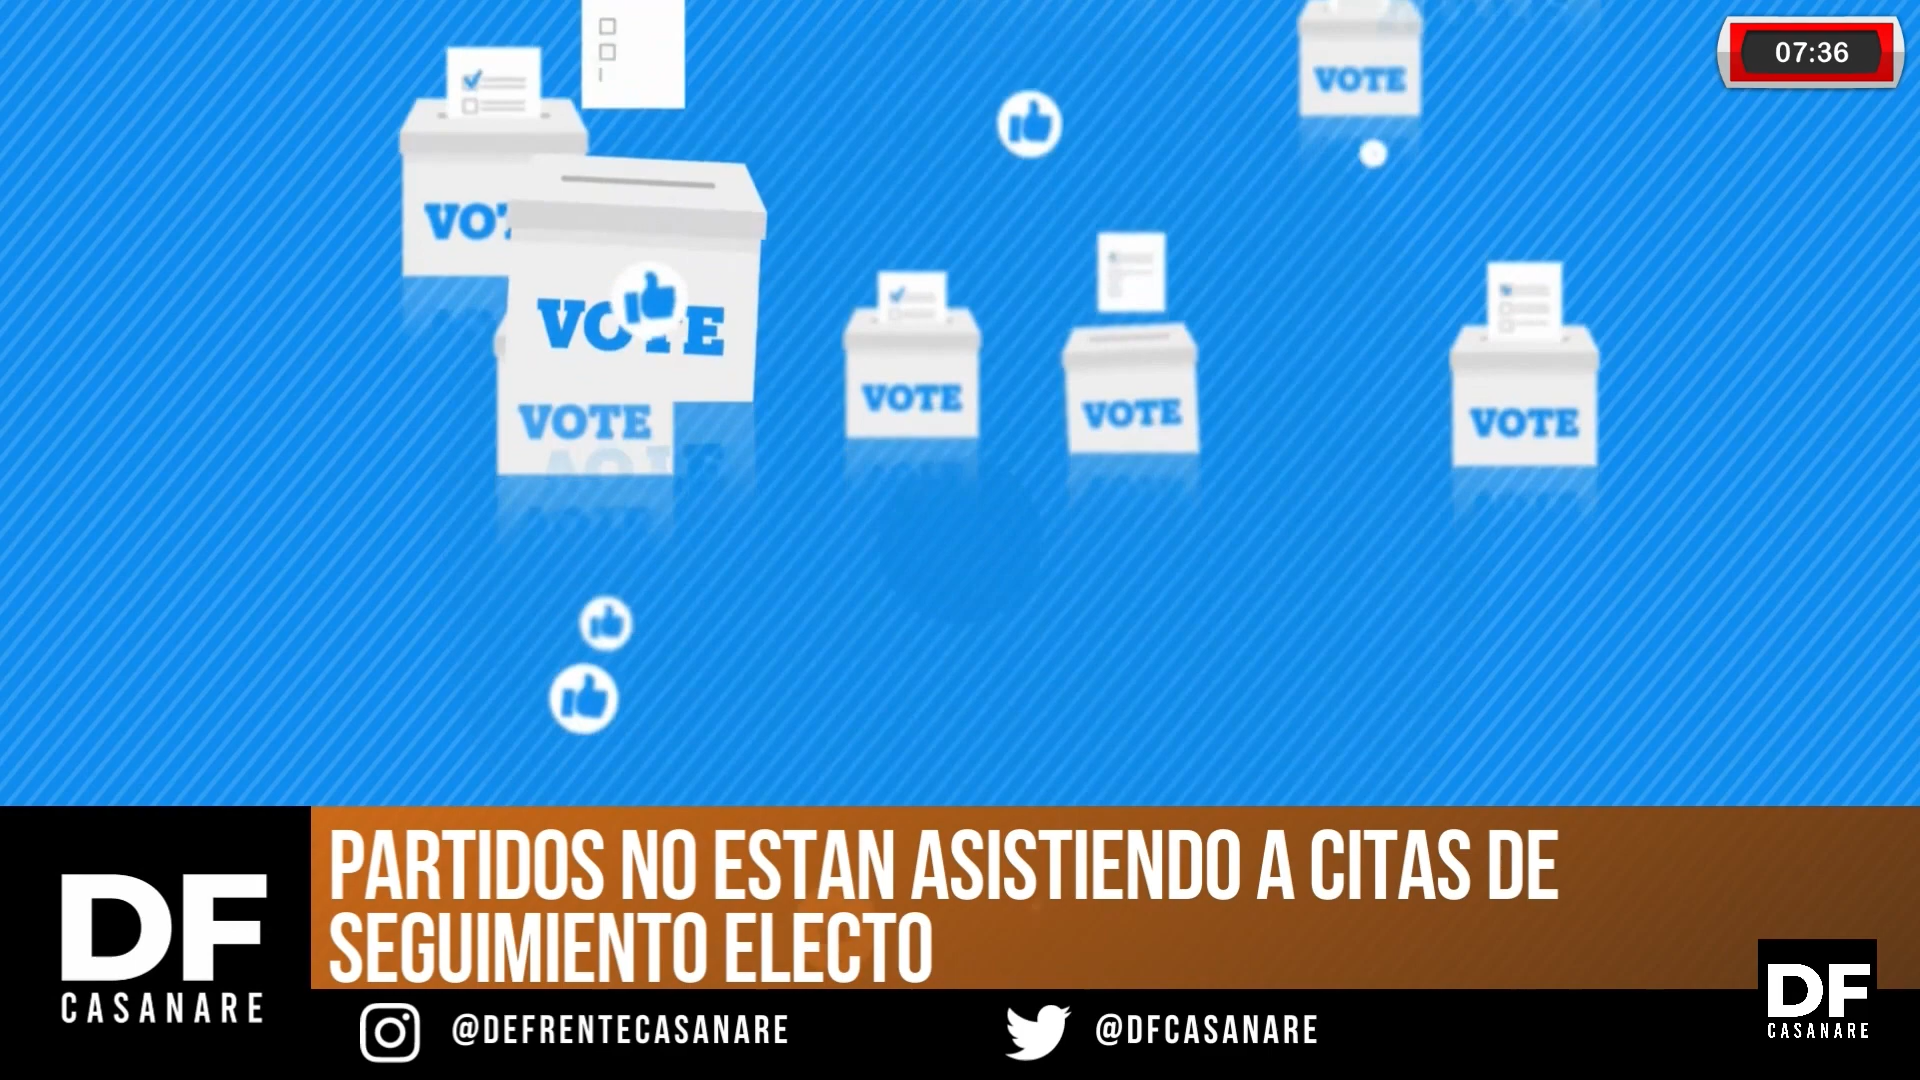 07:36
VOTE
VOT
VOTE
VOTE
VOTE
VOTE
VOTE
PARTIDOS NO ESTAN ASISTIENDO A CITAS DE
SEGUIMIENTO ELECTO
DF
CASANARE
@DEFRENTECASANARE
@DFCASANARE
DF
CASANARE